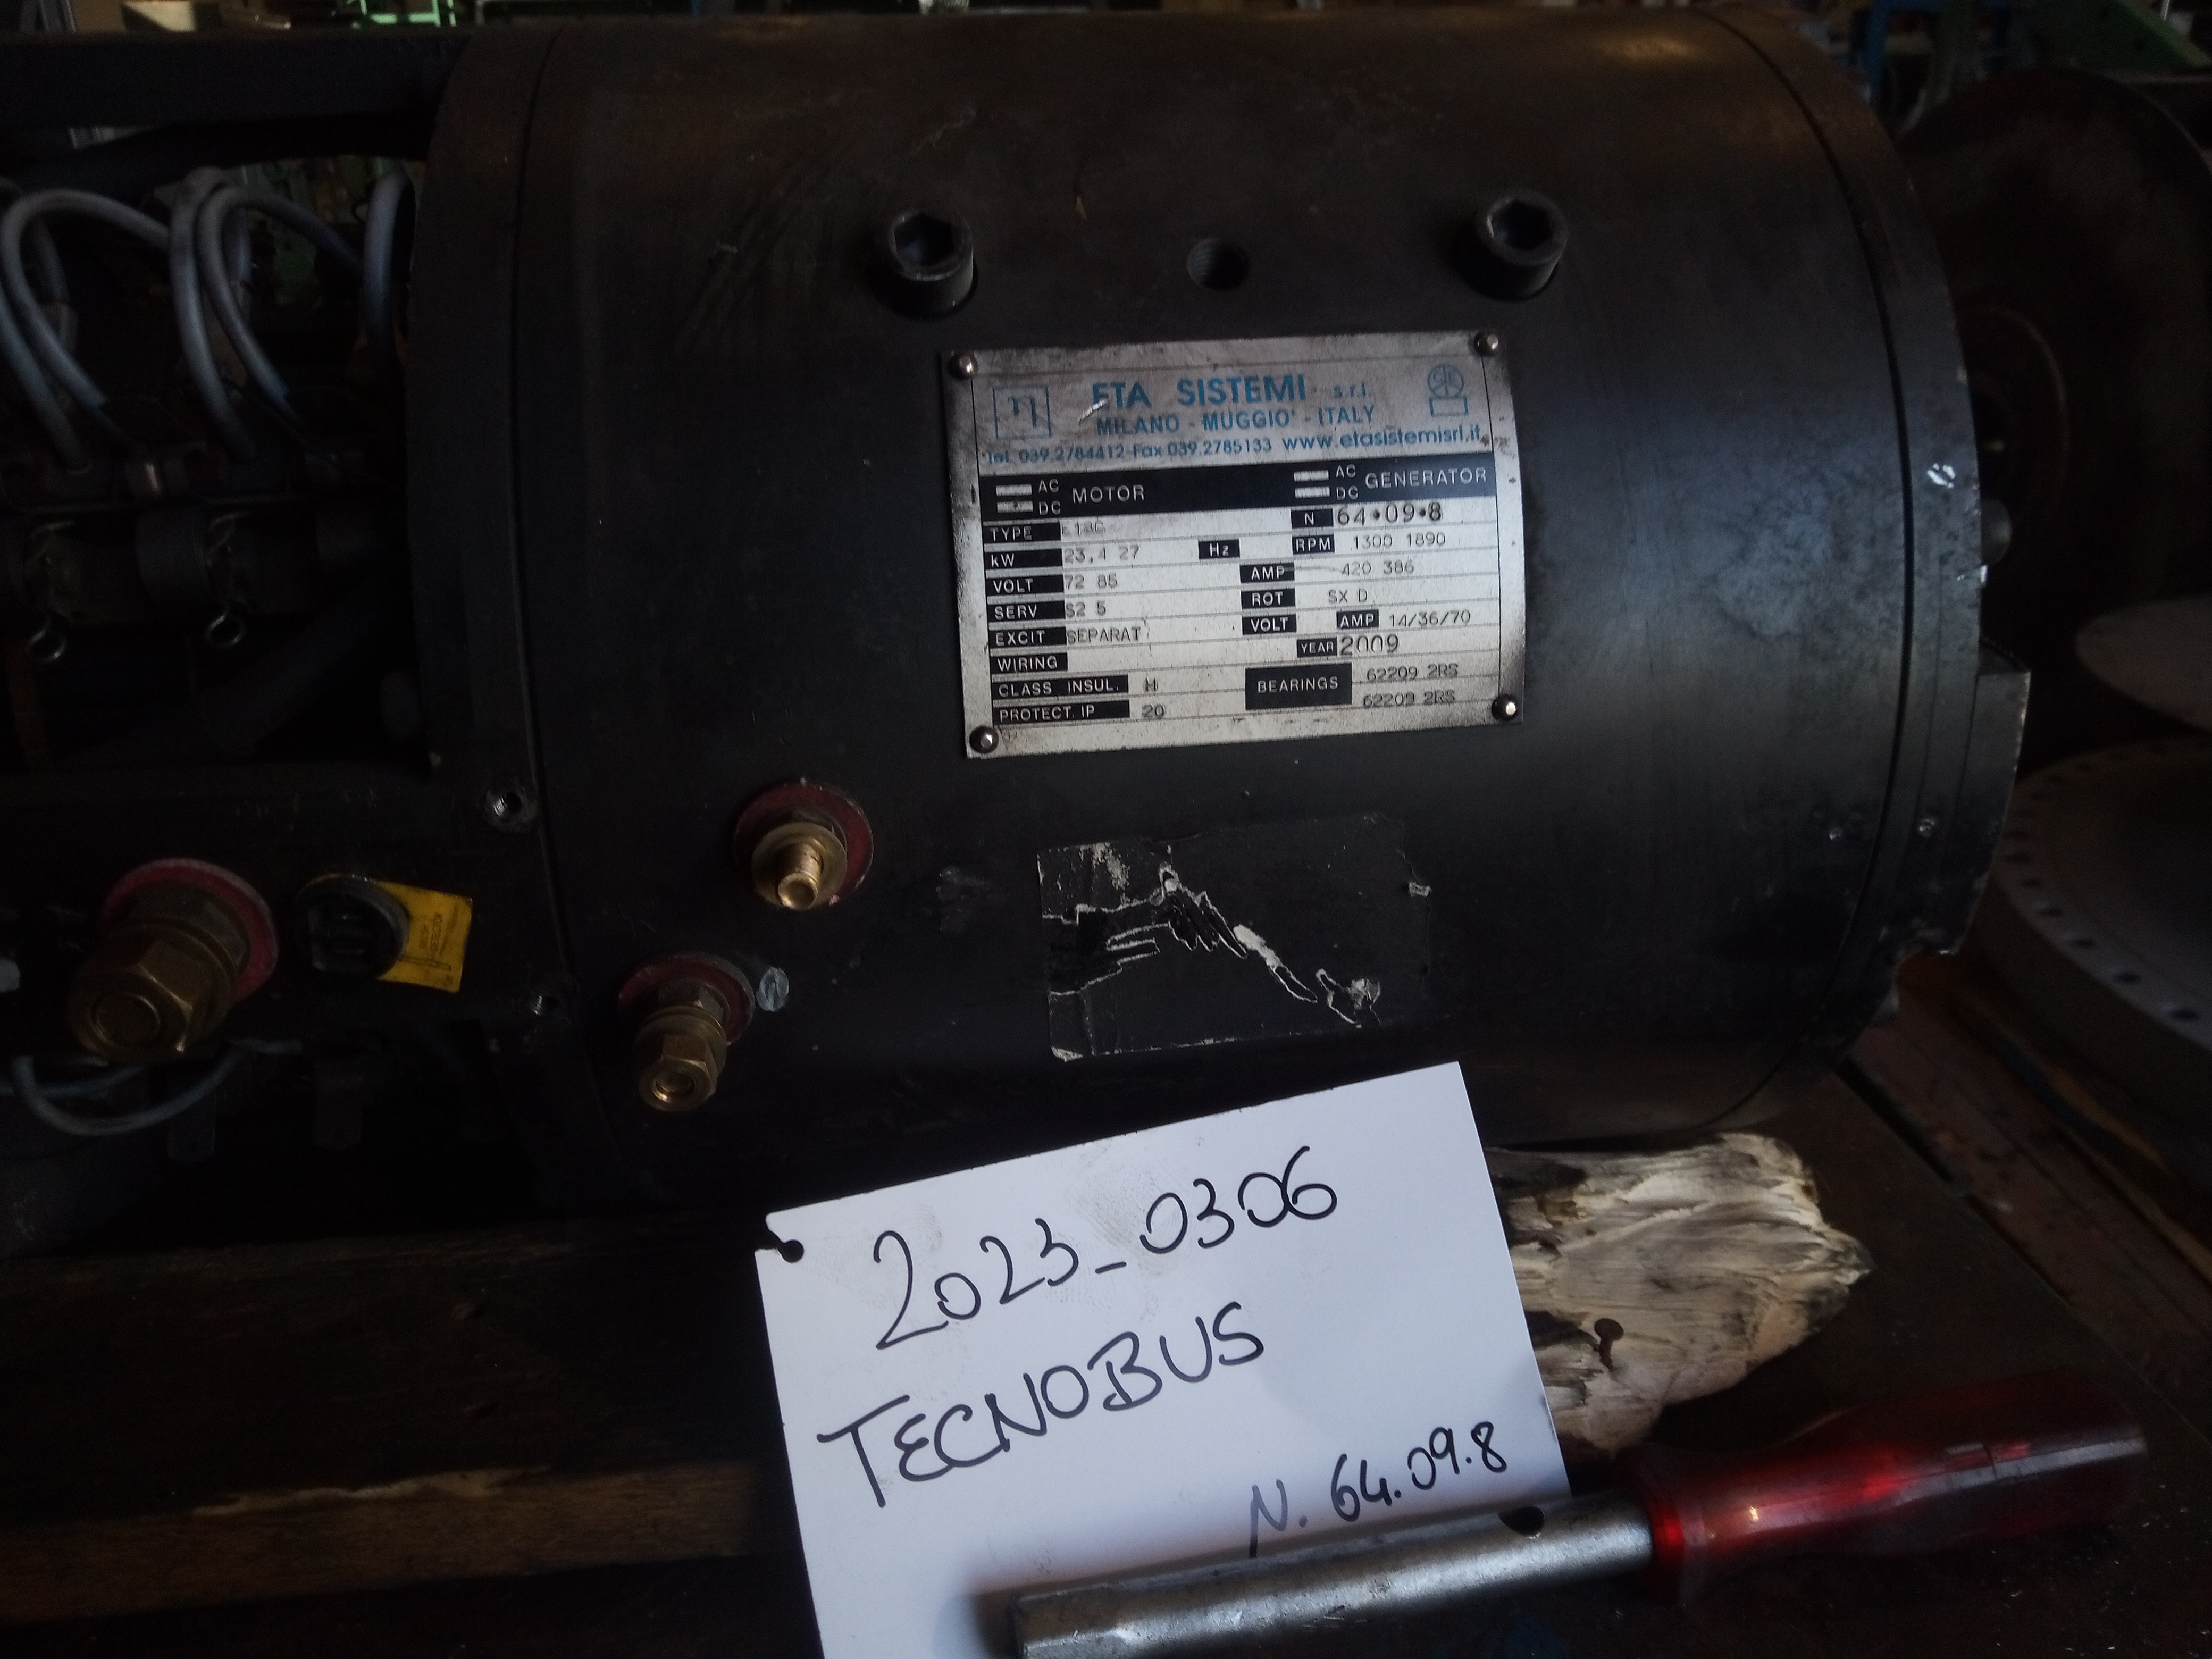 η ETA SISTEMI s.r.l.
MILANO - MUGGIO' - ITALY
Tel. 039.2784412-Fax 039.2785133 www.etasistemisrl.it
AC DC MOTOR AC DC GENERATOR
TYPE N 64•09•8
kW 23,4 27 Hz RPM 1300 1890
VOLT 72 85 AMP 420 386
SERV S2 5 ROT SX D
EXCIT SEPARAT VOLT AMP 14/36/70
WIRING YEAR 2009
CLASS INSUL. H BEARINGS 62209 2RS
PROTECT. IP 20 62209 2RS
2023_0306
TECNOBUS
N. 64.09.8